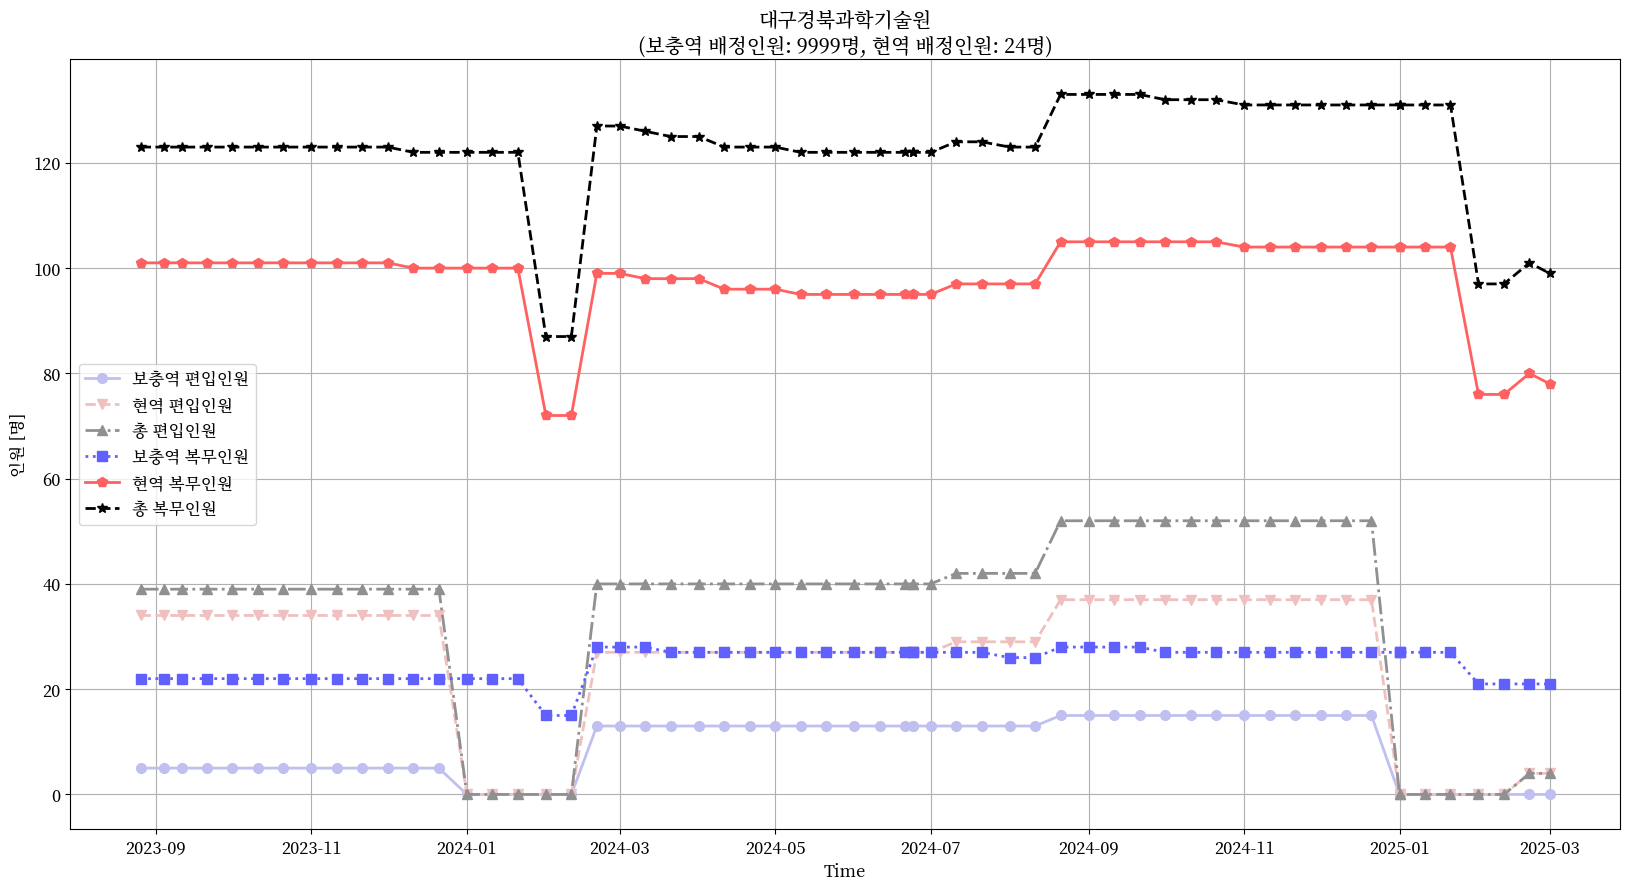 대구경북과학기술원
(보충역 배정인원: 9999명, 현역 배정인원: 24명)
인원 [명]
120
100
80
60
40
20
0
보충역 편입인원
현역 편입인원
총 편입인원
보충역 복무인원
현역 복무인원
총 복무인원
2023-09
2023-11
2024-01
2024-03
2024-05
2024-07
2024-09
2024-11
2025-01
2025-03
Time